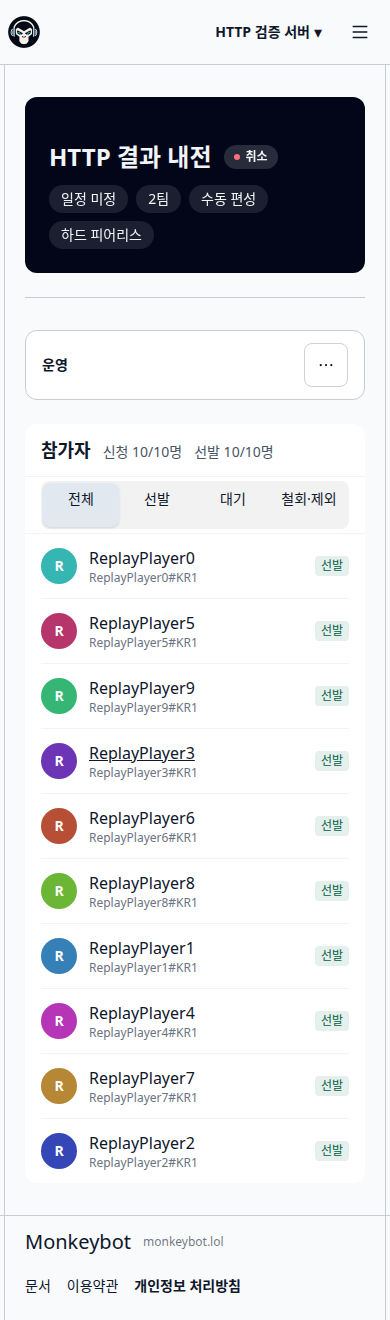 HTTP 검증 서버 ▾
HTTP 결과 내전 취소
일정 미정 2팀 수동 편성
하드 피어리스
운영 ...
참가자 신청 10/10명 선발 10/10명
전체 선발 대기 철회·제외
R ReplayPlayer0 선발
ReplayPlayer0#KR1
R ReplayPlayer5 선발
ReplayPlayer5#KR1
R ReplayPlayer9 선발
ReplayPlayer9#KR1
R ReplayPlayer3 선발
ReplayPlayer3#KR1
R ReplayPlayer6 선발
ReplayPlayer6#KR1
R ReplayPlayer8 선발
ReplayPlayer8#KR1
R ReplayPlayer1 선발
ReplayPlayer1#KR1
R ReplayPlayer4 선발
ReplayPlayer4#KR1
R ReplayPlayer7 선발
ReplayPlayer7#KR1
R ReplayPlayer2 선발
ReplayPlayer2#KR1
Monkeybot monkeybot.lol
문서 이용약관 개인정보 처리방침